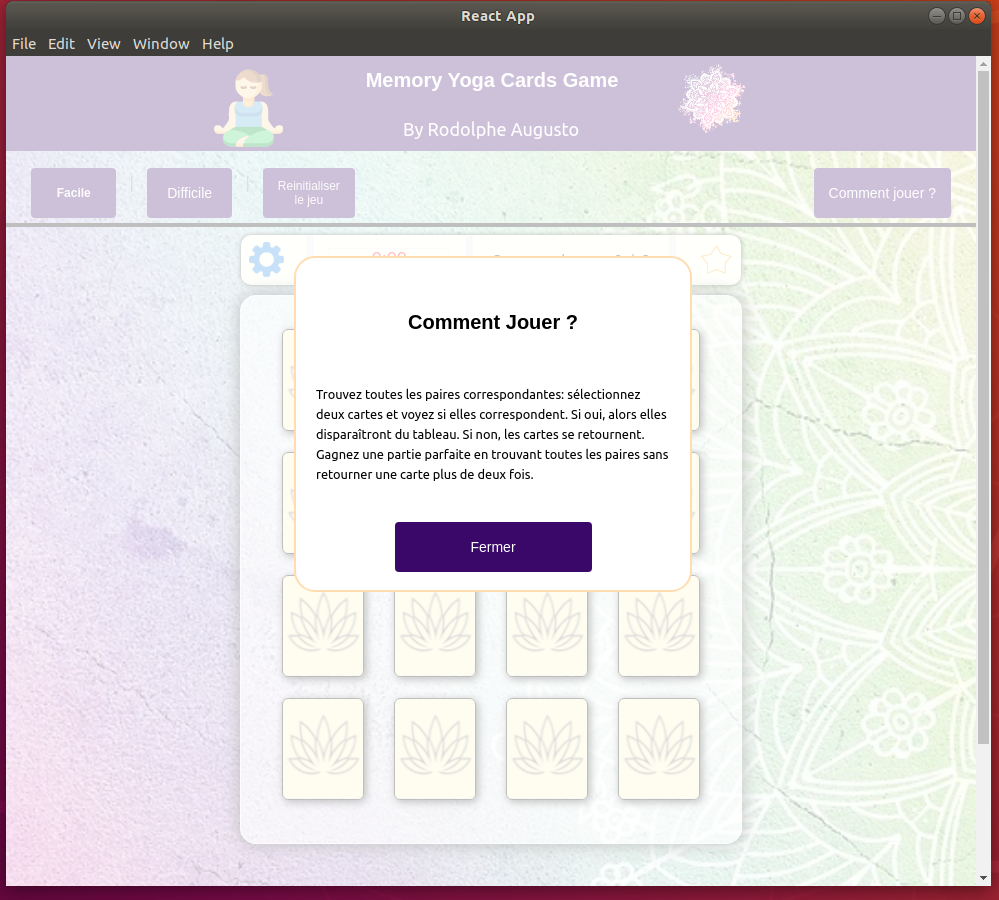 React App
File Edit View Window Help
Memory Yoga Cards Game
By Rodolphe Augusto
Facile
Difficile
Reinitialiser
le jeu
Comment jouer ?
Comment Jouer ?
Trouvez toutes les paires correspondantes: sélectionnez
deux cartes et voyez si elles correspondent. Si oui, alors elles
disparaîtront du tableau. Si non, les cartes se retournent.
Gagnez une partie parfaite en trouvant toutes les paires sans
retourner une carte plus de deux fois.
Fermer